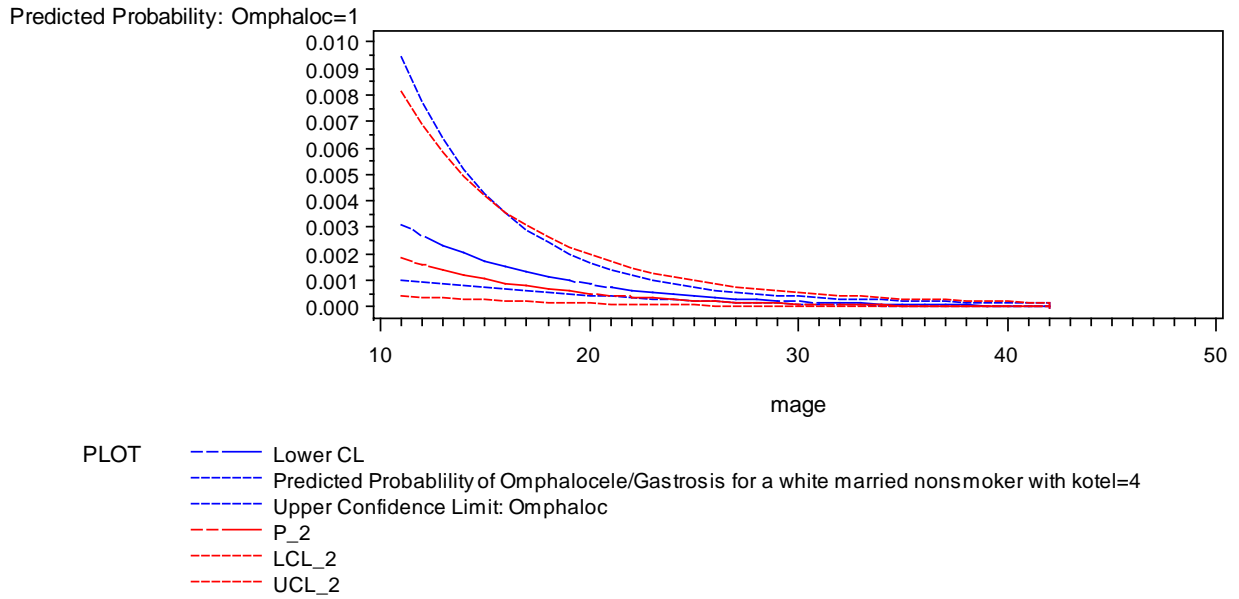 Predicted Probability: Omphaloc=1
0.010
0.009
0.008
0.007
0.006
0.005
0.004
0.003
0.002
0.001
0.000
10 20 30 40 50
mage
PLOT
Lower CL
Predicted Probablility of Omphalocele/Gastrosis for a white married nonsmoker with kotel=4
Upper Confidence Limit: Omphaloc
P_2
LCL_2
UCL_2